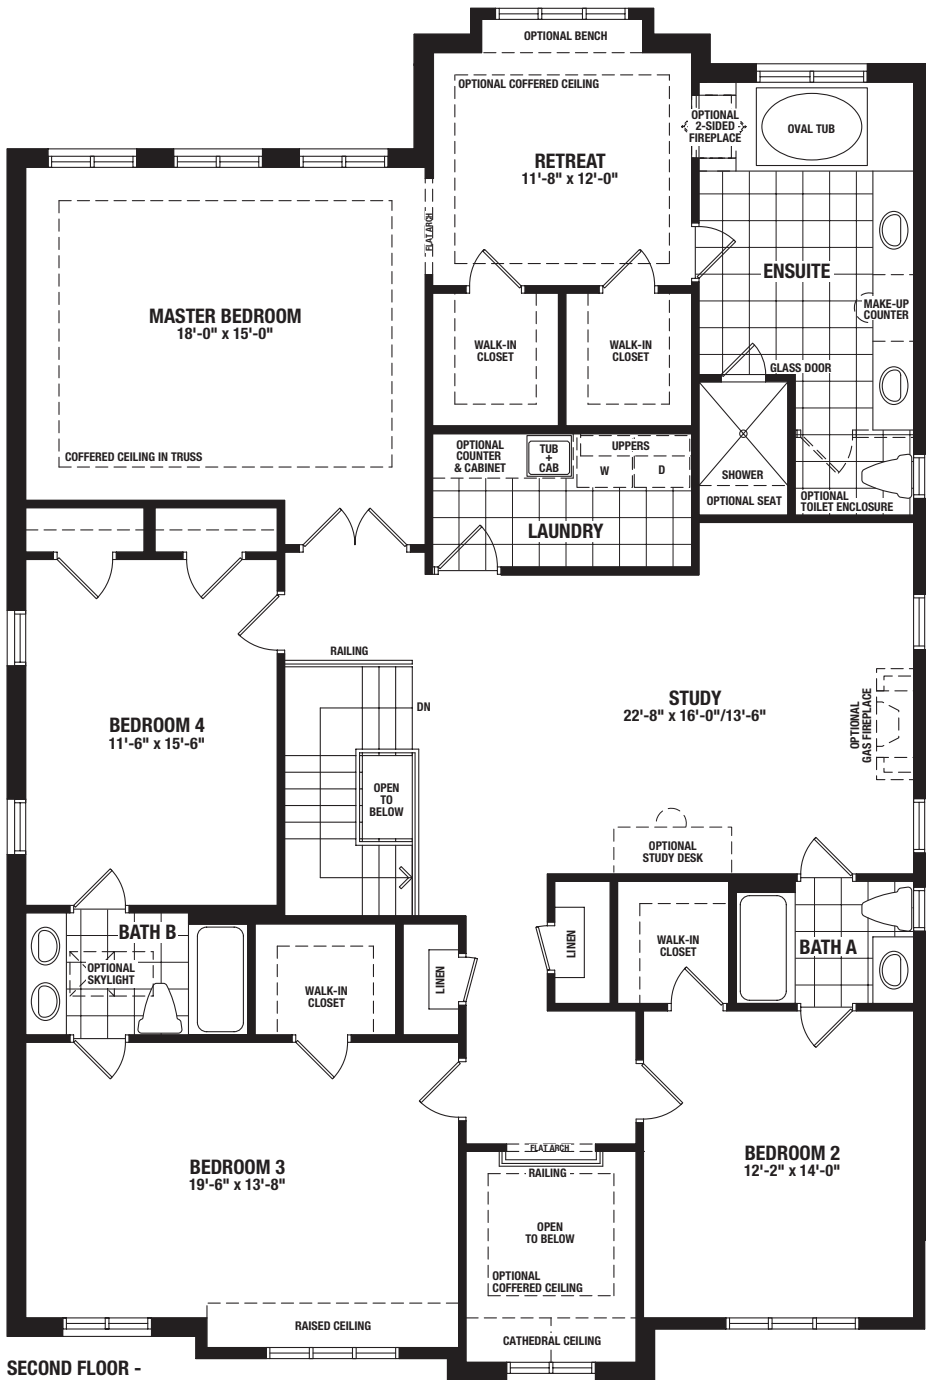 OPTIONAL BENCH
OPTIONAL COFFERED CEILING
OPTIONAL
2-SIDED
FIREPLACE
OVAL TUB
RETREAT
11'-8" x 12'-0"
FLAT ARCH
ENSUITE
MASTER BEDROOM
18'-0" x 15'-0"
MAKE-UP
COUNTER
WALK-IN
CLOSET
WALK-IN
CLOSET
GLASS DOOR
COFFERED CEILING IN TRUSS
OPTIONAL
COUNTER
& CABINET
TUB
+
CAB
UPPERS
W
D
SHOWER
OPTIONAL SEAT
OPTIONAL
TOILET ENCLOSURE
LAUNDRY
RAILING
DN
STUDY
22'-8" x 16'-0"/13'-6"
OPTIONAL
GAS FIREPLACE
BEDROOM 4
11'-6" x 15'-6"
OPEN
TO
BELOW
OPTIONAL
STUDY DESK
BATH B
OPTIONAL
SKYLIGHT
WALK-IN
CLOSET
LINEN
LINEN
WALK-IN
CLOSET
BATH A
BEDROOM 3
19'-6" x 13'-8"
FLAT ARCH
RAILING
BEDROOM 2
12'-2" x 14'-0"
OPEN
TO BELOW
OPTIONAL
COFFERED CEILING
RAISED CEILING
CATHEDRAL CEILING
SECOND FLOOR -